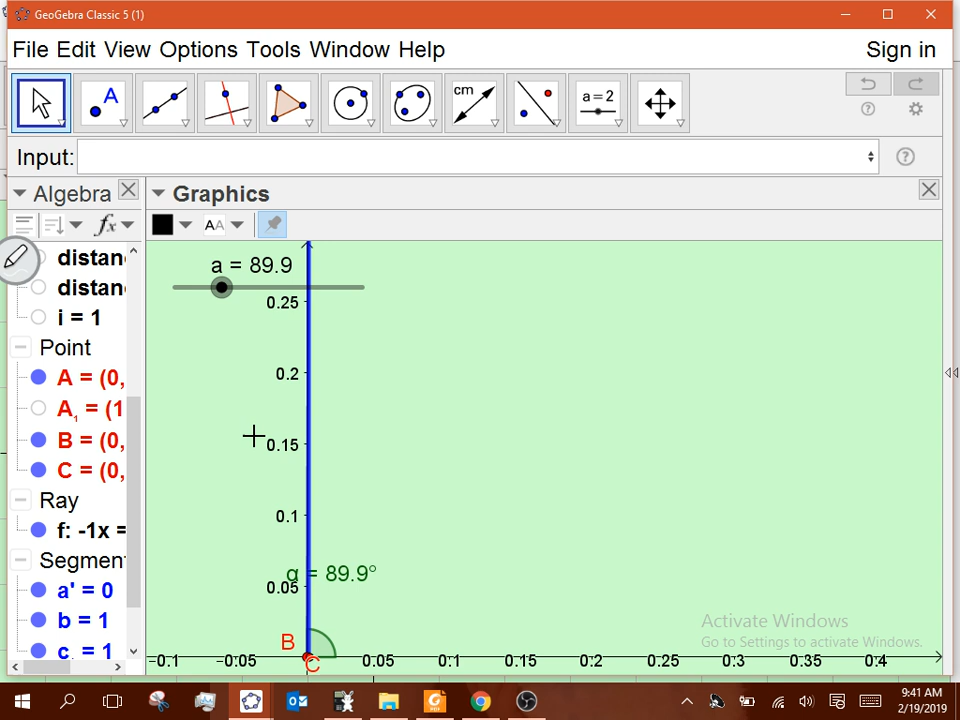 GeoGebra Classic 5 (1)
File Edit View Options Tools Window Help
Sign in
A
cm
a = 2
Input:
Algebra
Graphics
fx
AA
distan
distan
i = 1
Point
A = (0,
A₁ = (1
B = (0,
C = (0,
Ray
f: -1x =
Segment
a' = 0
b = 1
c = 1
a = 89.9
0.25
0.2
0.15
0.1
0.05
α = 89.9°
B
C
−0.1 −0.05 0.05 0.1 0.15 0.2 0.25 0.3 0.35 0.4
Activate Windows
Go to Settings to activate Windows.
9:41 AM
2/19/2019